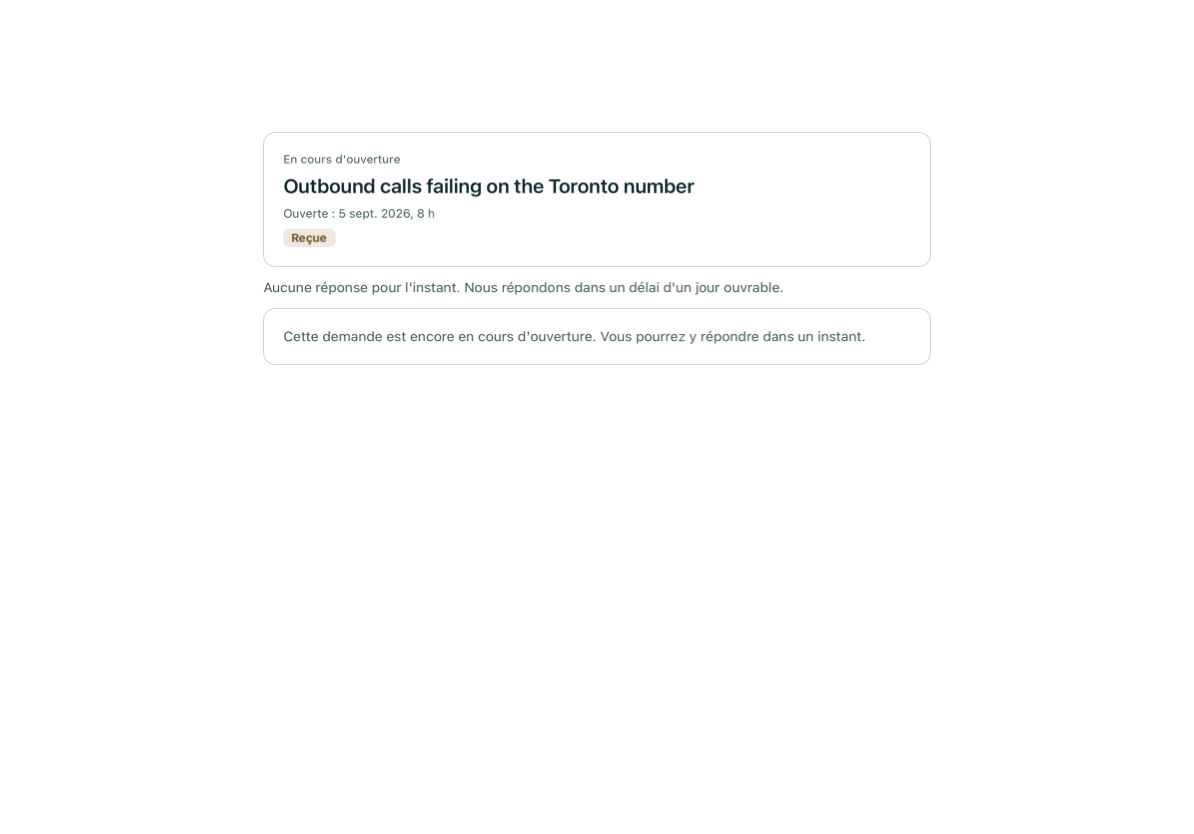 En cours d'ouverture
Outbound calls failing on the Toronto number
Ouverte : 5 sept. 2026, 8 h
Reçue
Aucune réponse pour l'instant. Nous répondons dans un délai d'un jour ouvrable.
Cette demande est encore en cours d'ouverture. Vous pourrez y répondre dans un instant.